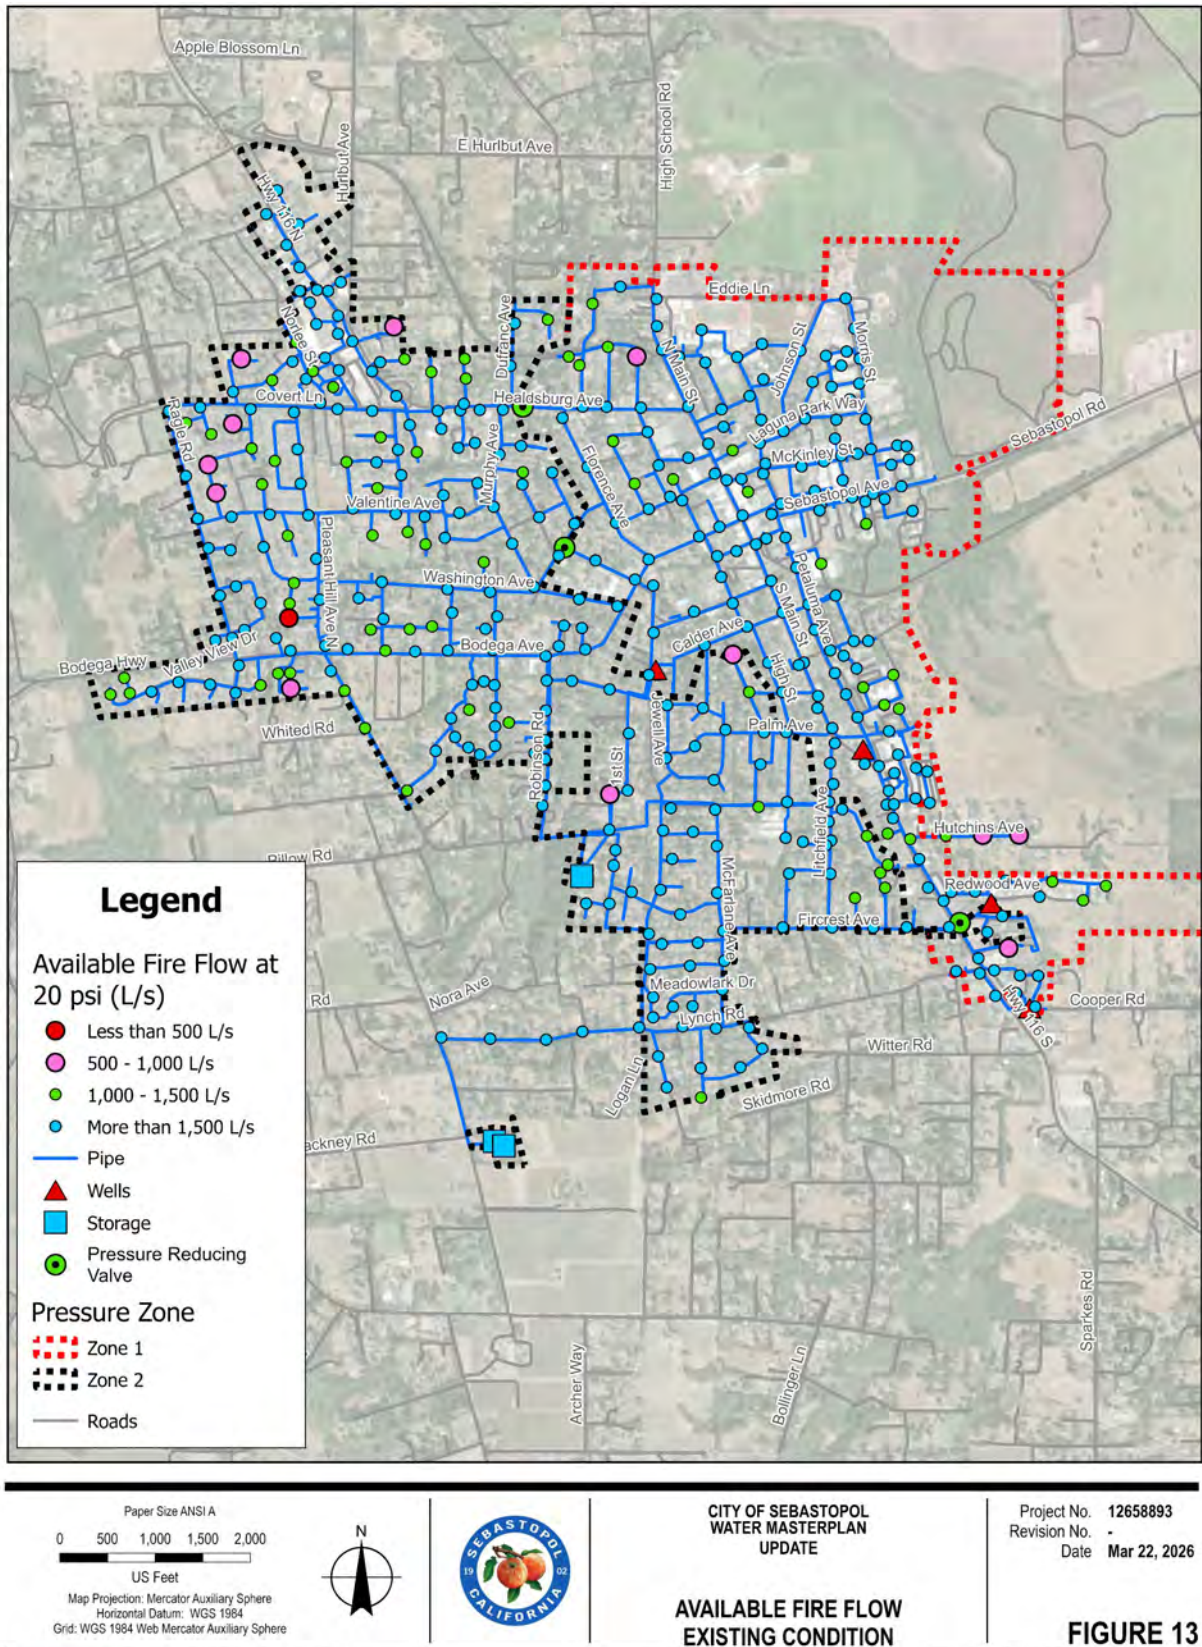 Apple Blossom Ln
Hurlbut Ave
E Hurlbut Ave
High School Rd
Hwy 116 N
Eddie Ln
Norlee St
Dufranc Ave
N Main St
Johnson St
Morris St
Covert Ln
Healdsburg Ave
Ragle Rd
Laguna Park Way
Sebastopol Rd
Murphy Ave
Florence Ave
McKinley St
Valentine Ave
Sebastopol Ave
Pleasant Hill Ave N
Washington Ave
Petaluma Ave
S Main St
Calder Ave
Bodega Ave
Bodega Hwy
Valley View Dr
High St
Whited Rd
Jewell Ave
Palm Ave
Robinson Rd
1st St
Litchfield Ave
Hutchins Ave
Pillow Rd
McFarlane Ave
Redwood Ave
Fircrest Ave
Meadowlark Dr
Nora Ave
Rd
Lynch Rd
Hwy 116 S
Cooper Rd
Witter Rd
Logan Ln
Skidmore Rd
ackney Rd
Sparkes Rd
Archer Way
Bollinger Ln
Legend
Available Fire Flow at
20 psi (L/s)
Less than 500 L/s
500 - 1,000 L/s
1,000 - 1,500 L/s
More than 1,500 L/s
Pipe
Wells
Storage
Pressure Reducing
Valve
Pressure Zone
Zone 1
Zone 2
Roads
Paper Size ANSI A
0 500 1,000 1,500 2,000
US Feet
Map Projection: Mercator Auxiliary Sphere
Horizontal Datum: WGS 1984
Grid: WGS 1984 Web Mercator Auxiliary Sphere
N
SEBASTOPOL
19 02
CALIFORNIA
CITY OF SEBASTOPOL
WATER MASTERPLAN
UPDATE
AVAILABLE FIRE FLOW
EXISTING CONDITION
Project No. 12658893
Revision No. -
Date Mar 22, 2026
FIGURE 13